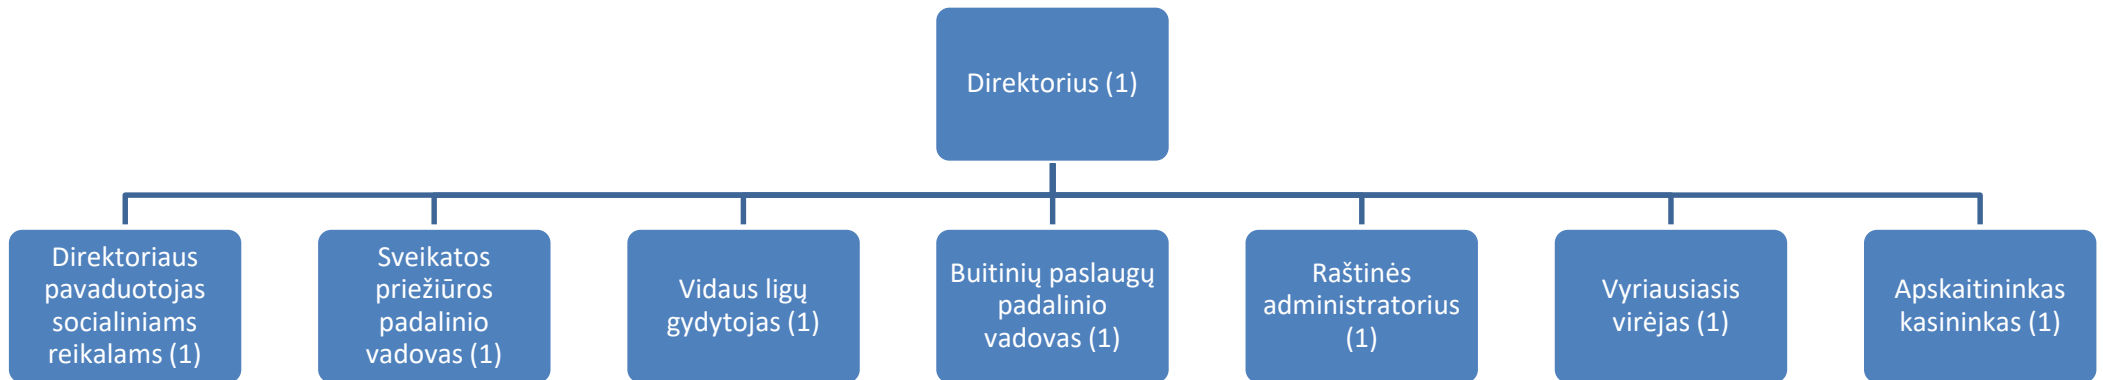 Direktorius (1)
Direktoriaus
pavaduotojas
socialiniams
reikalams (1)
Sveikatos
priežiūros
padalinio
vadovas (1)
Vidaus ligų
gydytojas (1)
Buitinių paslaugų
padalinio
vadovas (1)
Raštinės
administratorius
(1)
Vyriausiasis
virėjas (1)
Apskaitininkas
kasininkas (1)